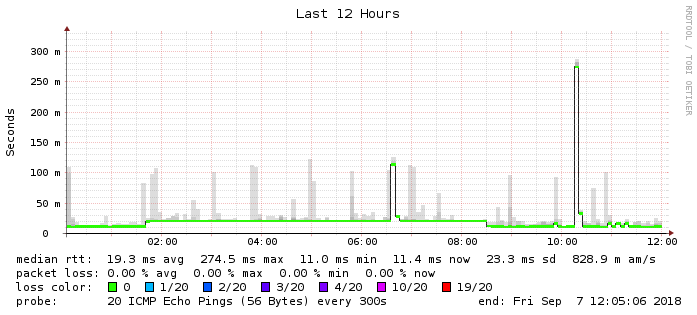 Last 12 Hours
RRDTOOL / TOBI OETIKER
Seconds
300 m
250 m
200 m
150 m
100 m
50 m
0
02:00 04:00 06:00 08:00 10:00 12:00
median rtt: 19.3 ms avg 274.5 ms max 11.0 ms min 11.4 ms now 23.3 ms sd 828.9 m am/s
packet loss: 0.00 % avg 0.00 % max 0.00 % min 0.00 % now
loss color: 0 1/20 2/20 3/20 4/20 10/20 19/20
probe: 20 ICMP Echo Pings (56 Bytes) every 300s end: Fri Sep 7 12:05:06 2018